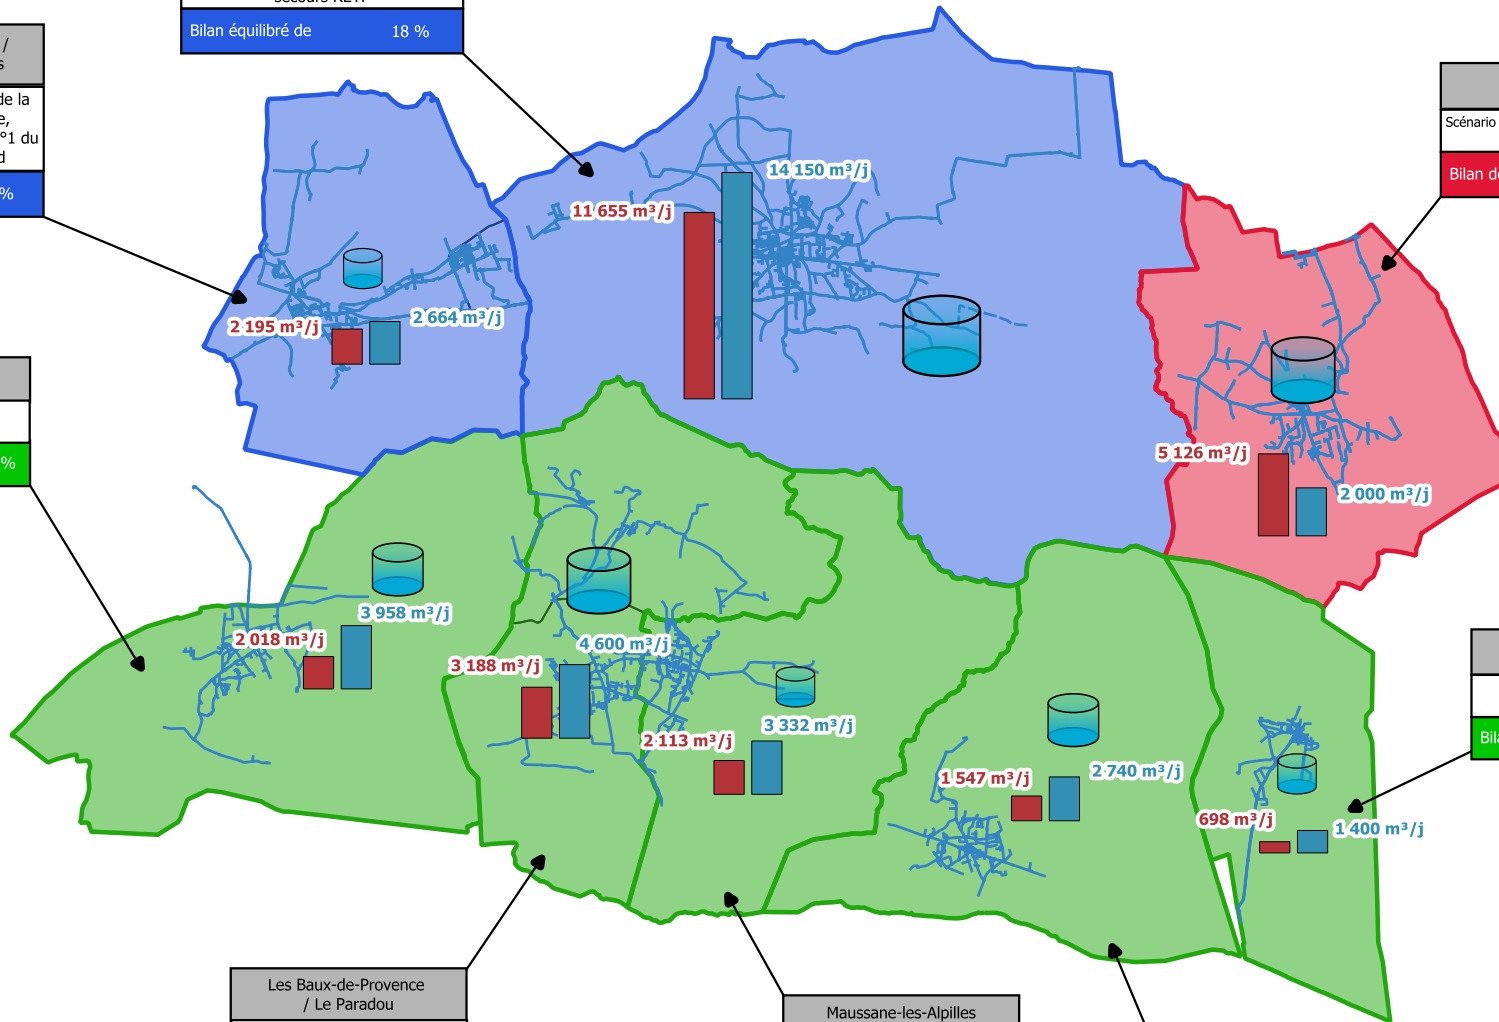 secours RETI
Bilan équilibré de 18 %
/
s
de la
e,
°1 du
d
%
Scénario
Bilan de
14 150 m³/j
11 655 m³/j
2 195 m³/j
2 664 m³/j
5 126 m³/j
2 000 m³/j
%
3 958 m³/j
2 018 m³/j
4 600 m³/j
3 188 m³/j
3 332 m³/j
2 113 m³/j
1 547 m³/j
2 740 m³/j
698 m³/j
1 400 m³/j
Bila
Les Baux-de-Provence
/ Le Paradou
Maussane-les-Alpilles